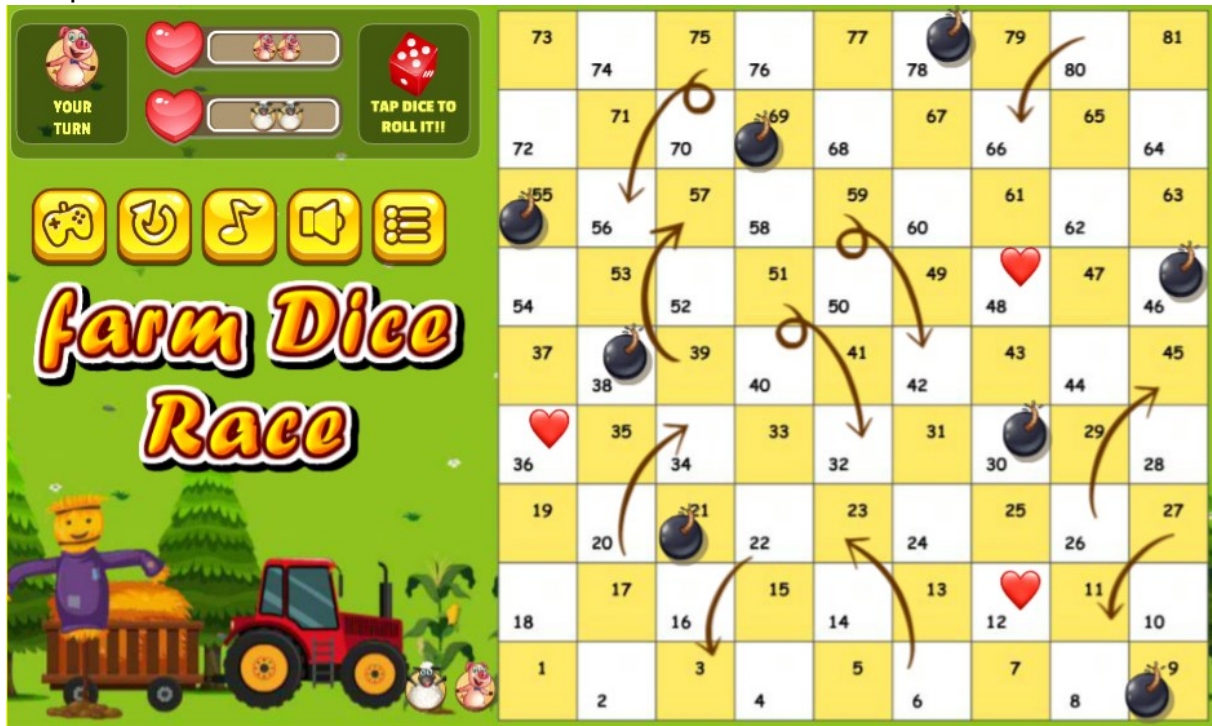 YOUR
TURN
TAP DICE TO
ROLL IT!!
farm Dice
Race
73 74 75 76 77 78 79 80 81
72 71 70 69 68 67 66 65 64
55 56 57 58 59 60 61 62 63
54 53 52 51 50 49 48 47 46
37 38 39 40 41 42 43 44 45
36 35 34 33 32 31 30 29 28
19 20 21 22 23 24 25 26 27
18 17 16 15 14 13 12 11 10
1 2 3 4 5 6 7 8 9